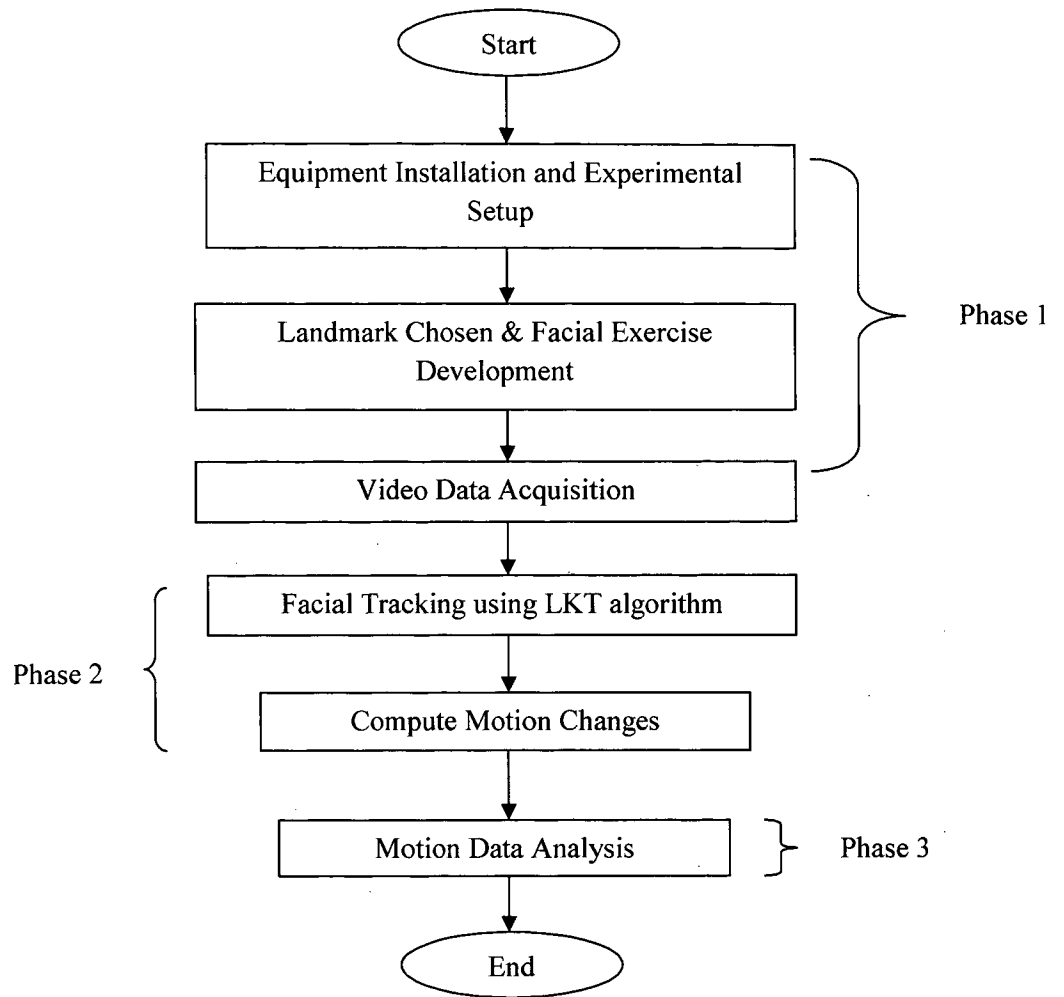 Start
Equipment Installation and Experimental
Setup
Phase 1
Landmark Chosen & Facial Exercise
Development
Video Data Acquisition
Facial Tracking using LKT algorithm
Phase 2
Compute Motion Changes
Motion Data Analysis
Phase 3
End